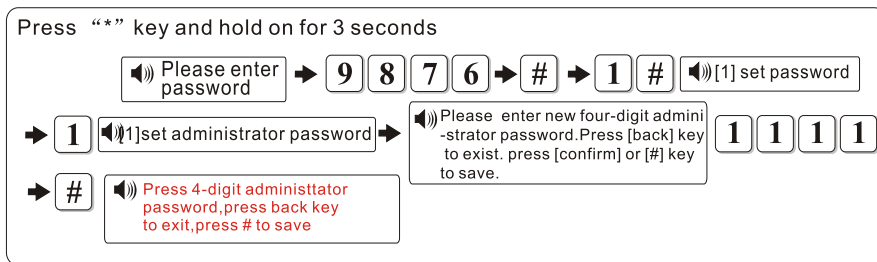 Press “*” key and hold on for 3 seconds
Please enter
password
9 8 7 6 # 1 # [1] set password
1 [1]set administrator password
Please enter new four-digit admini
-strator password.Press [back] key
to exist. press [confirm] or [#] key
to save.
1 1 1 1
#
Press 4-digit administtator
password,press back key
to exit,press # to save